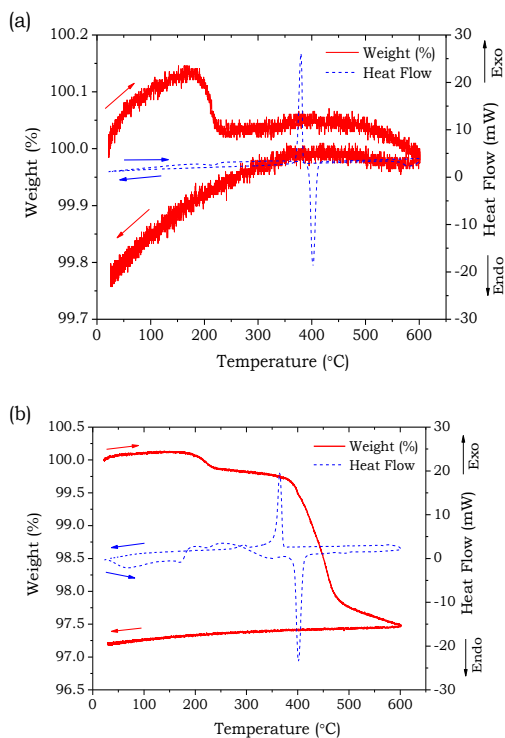 (a)
100.2
100.1
100.0
99.9
99.8
99.7
Weight (%)
30
20
10
0
-10
-20
-30
Heat Flow (mW)
Exo
Endo
Weight (%)
Heat Flow
0 100 200 300 400 500 600
Temperature (°C)
(b)
100.5
100.0
99.5
99.0
98.5
98.0
97.5
97.0
96.5
Weight (%)
30
20
10
0
-10
-20
-30
Heat Flow (mW)
Exo
Endo
Weight (%)
Heat Flow
0 100 200 300 400 500 600
Temperature (°C)